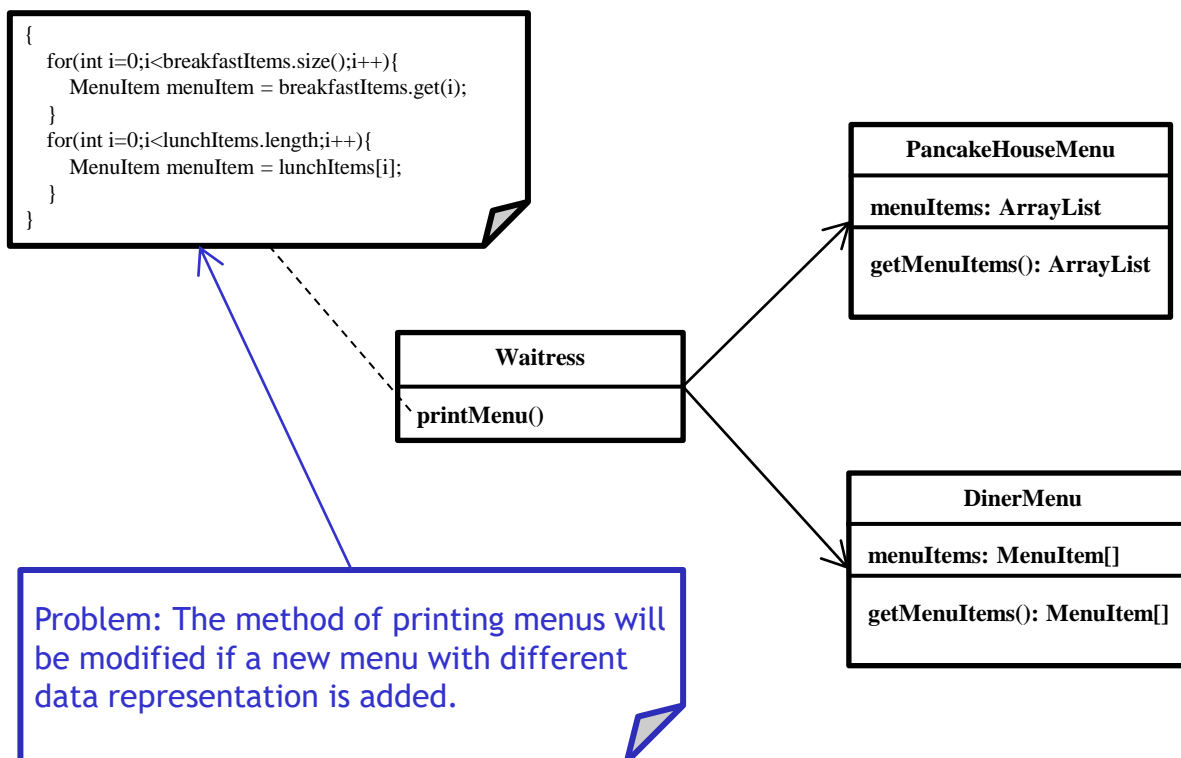 {
for(int i=0;i<breakfastItems.size();i++){
MenuItem menuItem = breakfastItems.get(i);
}
for(int i=0;i<lunchItems.length;i++){
MenuItem menuItem = lunchItems[i];
}
}
PancakeHouseMenu
menuItems: ArrayList
getMenuItems(): ArrayList
Waitress
printMenu()
DinerMenu
menuItems: MenuItem[]
getMenuItems(): MenuItem[]
Problem: The method of printing menus will
be modified if a new menu with different
data representation is added.